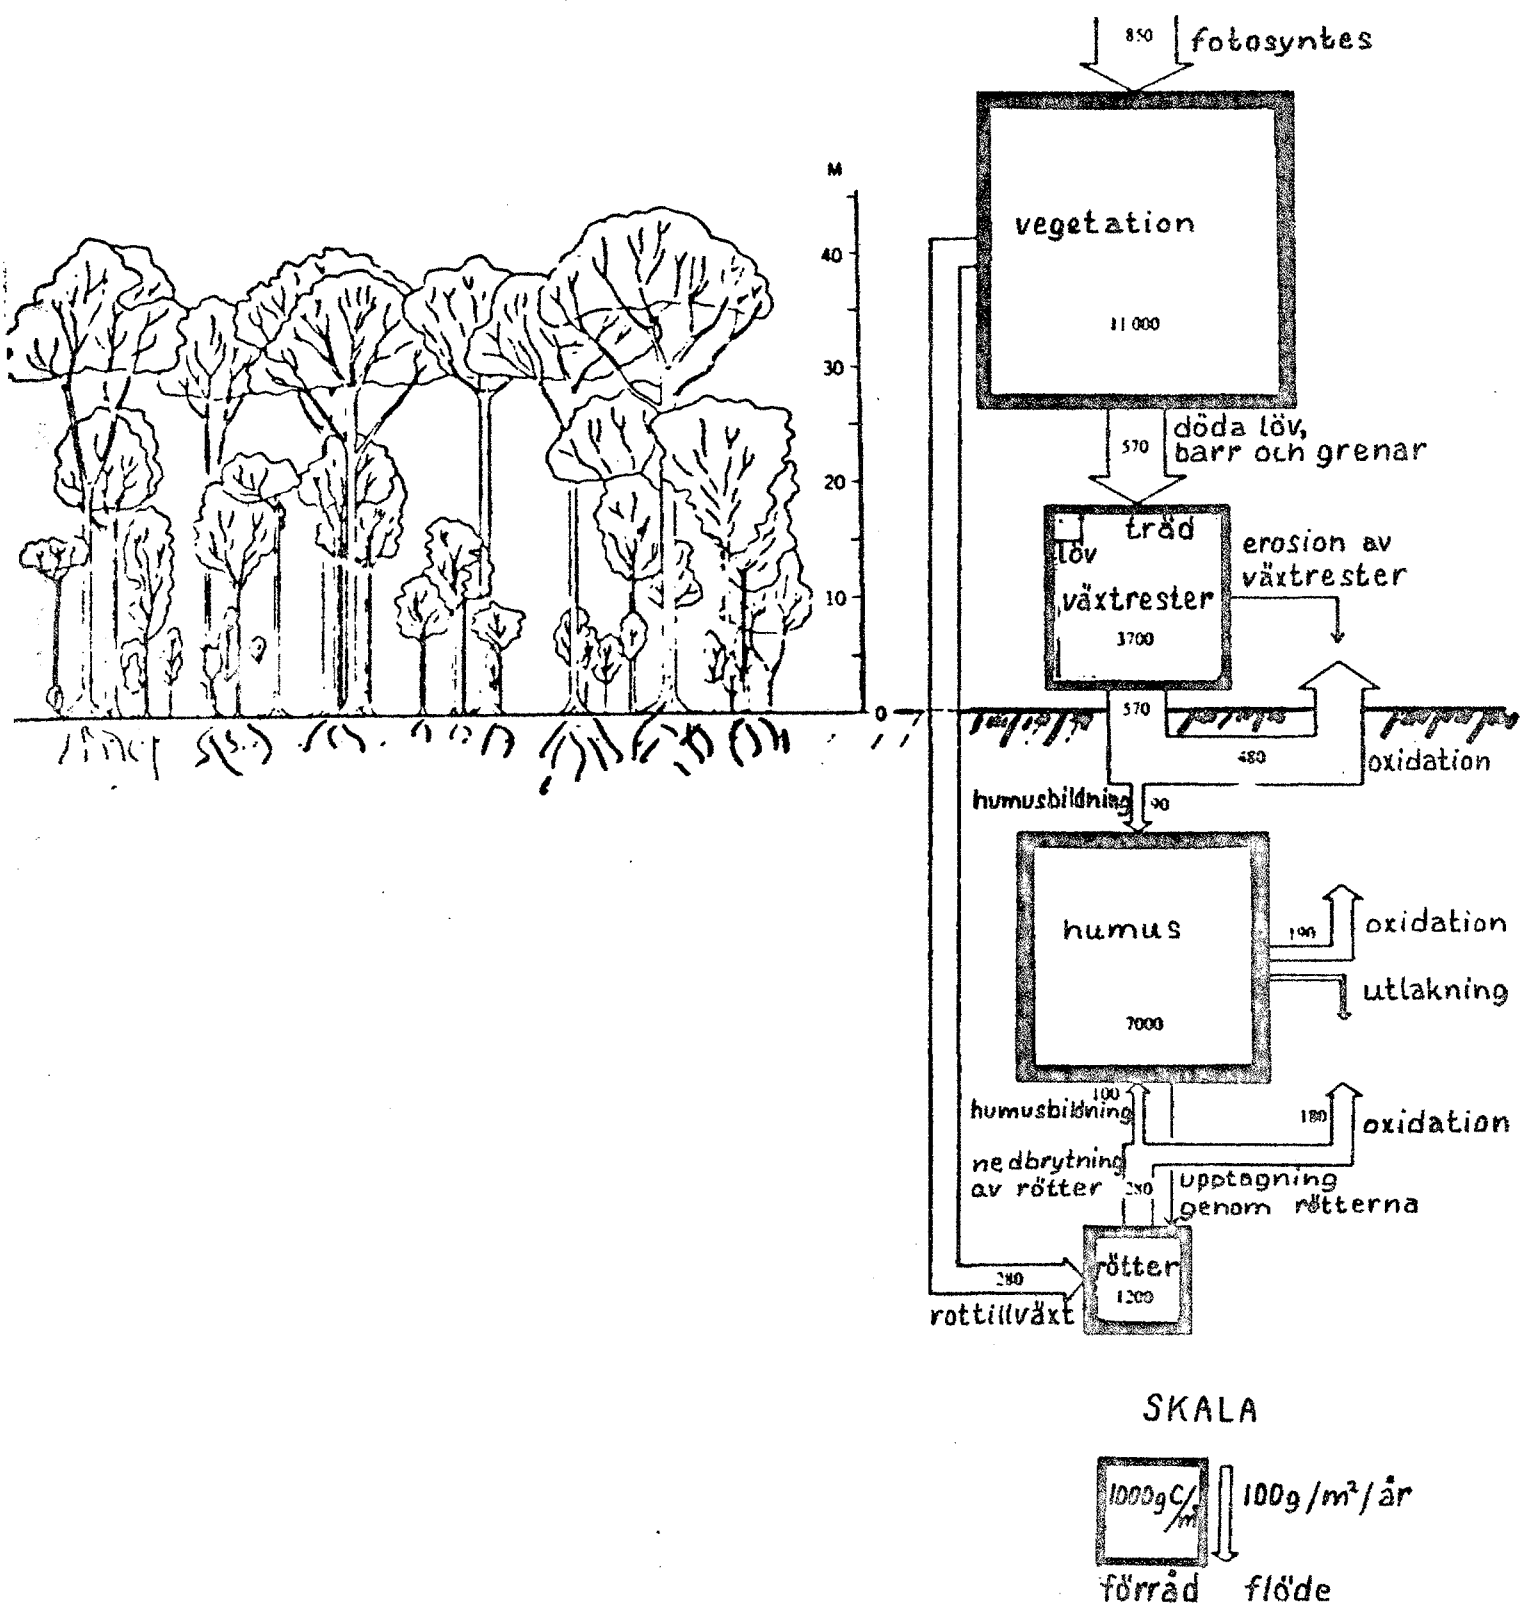 850
fotosyntes
M
40
30
20
10
0
vegetation
11 000
570
döda löv,
barr och grenar
träd
löv
växtrester
3700
erosion av
växtrester
570
480
oxidation
humusbildning
90
humus
7000
190
oxidation
utlakning
100
humusbildning
180
oxidation
nedbrytning
av rötter
280
upptagning
genom rötterna
rötter
1200
280
rottillväxt
SKALA
1000gC/
m²
100g/m²/år
förråd
flöde